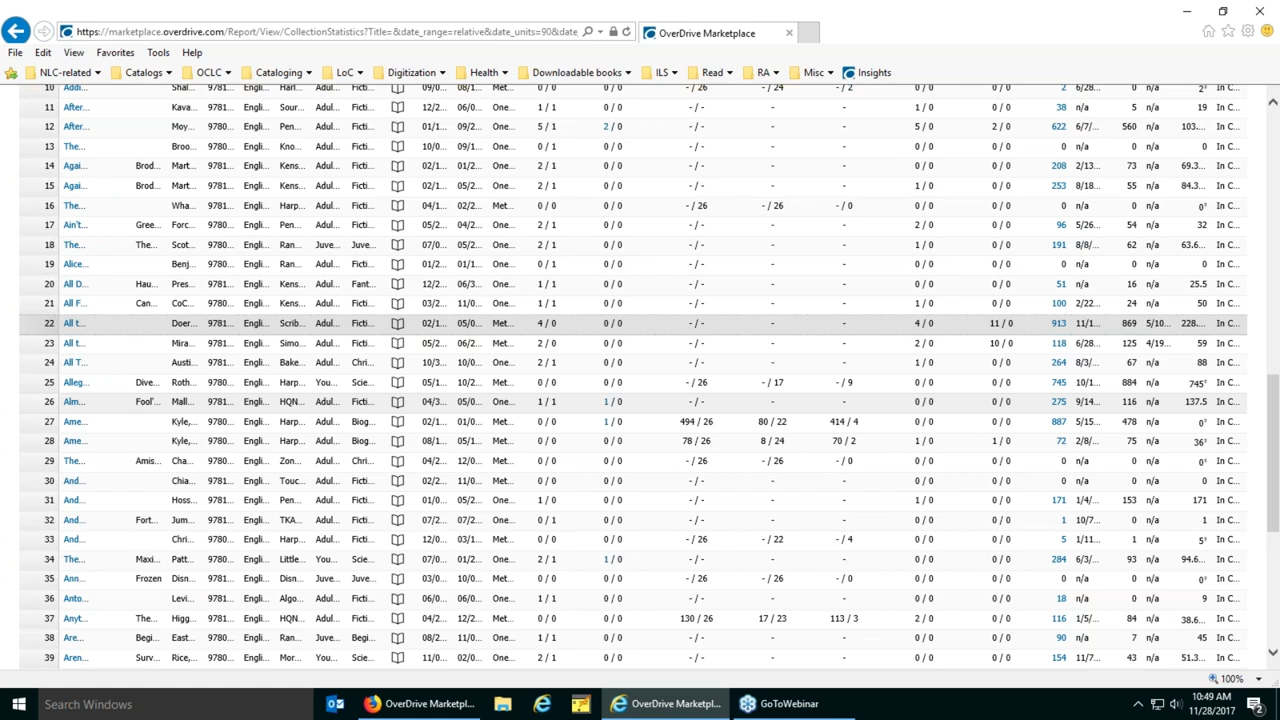 https://marketplace.overdrive.com/Report/View/CollectionStatistics?Title=&date_range=relative&date_units=90&date_
OverDrive Marketplace
File Edit View Favorites Tools Help
NLC-related Catalogs OCLC Cataloging LoC Digitization Health Downloadable books ILS Read RA Misc Insights
10 Addi... Shal... 9781... Engli... Harl... Adul... Ficti... 09/0... 08/1... Met... 0 / 0 0 / 0 - / 26 - / 24 - / 2 0 / 0 0 / 0 2 6/28... 0 n/a 2² In C...
11 After... Kava... 9781... Engli... Sour... Adul... Ficti... 12/2... 06/0... One... 1 / 1 0 / 0 - / - - - 1 / 0 0 / 0 38 n/a 5 n/a 19 In C...
12 After... Moy... 9780... Engli... Pen... Adul... Ficti... 01/1... 09/2... One... 5 / 1 2 / 0 - / - - - 5 / 0 2 / 0 622 6/7/... 560 n/a 103.... In C...
13 The... Broo... 9780... Engli... Kno... Adul... Ficti... 10/0... 09/1... One... 0 / 1 0 / 0 - / - - - 0 / 0 0 / 0 0 n/a 0 n/a 0 In C...
14 Agai... Brod... Mart... 9780... Engli... Kens... Adul... Ficti... 02/1... 01/2... One... 2 / 1 0 / 0 - / - - - 2 / 0 0 / 0 208 2/13... 73 n/a 69.3... In C...
15 Agai... Brod... Mart... 9780... Engli... Kens... Adul... Ficti... 02/1... 05/2... One... 2 / 1 0 / 0 - / - - - 1 / 0 0 / 0 253 8/18... 55 n/a 84.3... In C...
16 The... Wha... 9780... Engli... Harp... Adul... Ficti... 04/1... 02/2... Met... 0 / 0 0 / 0 - / 26 - / 26 - / 0 0 / 0 0 / 0 0 n/a 0 n/a 0 In C...
17 Ain't... Gree... Forc... 9780... Engli... Kens... Adul... Ficti... 05/2... 04/2... One... 2 / 1 0 / 0 - / - - - 2 / 0 0 / 0 96 5/26... 54 n/a 32 In C...
18 The... The... Scot... 9780... Engli... Ran... Juve... Juve... 07/0... 05/2... One... 2 / 1 0 / 0 - / - - - 1 / 0 0 / 0 191 8/8/... 62 n/a 63.6... In C...
19 Alice... Benj... 9780... Engli... Ran... Adul... Ficti... 01/2... 01/2... One... 0 / 1 0 / 0 - / - - - 0 / 0 0 / 0 0 n/a 0 n/a 0 In C...
20 All D... Hau... Pres... 9780... Engli... Kens... Adul... Fant... 12/2... 06/3... One... 1 / 1 0 / 0 - / - - - 0 / 0 0 / 0 51 n/a 16 n/a 25.5 In C...
21 All F... Can... CoC... 9780... Engli... Kens... Adul... Ficti... 03/2... 11/0... One... 1 / 1 0 / 0 - / - - - 1 / 0 0 / 0 100 2/22... 24 n/a 50 In C...
22 All t... Doer... 9781... Engli... Scrib... Adul... Ficti... 02/1... 05/0... Met... 4 / 0 0 / 0 - / - - - 4 / 0 11 / 0 913 11/1... 869 5/10... 228.... In C...
23 All t... Mira... 9781... Engli... Simo... Adul... Ficti... 05/2... 06/2... Met... 2 / 0 0 / 0 - / - - - 2 / 0 10 / 0 118 6/28... 125 4/19... 59 In C...
24 All T... Austi... 9781... Engli... Bake... Adul... Chri... 10/3... 10/0... One... 2 / 1 0 / 0 - / - - - 1 / 0 0 / 0 264 8/3/... 67 n/a 88 In C...
25 Alleg... Dive... Roth... 9780... Engli... Harp... You... Scie... 05/1... 10/2... Met... 0 / 0 0 / 0 - / 26 - / 17 - / 9 0 / 0 0 / 0 745 10/1... 884 n/a In C...
26 Alm... Fool'... Mall... 9781... Engli... HQN... Adul... Ficti... 04/3... 05/0... One... 1 / 1 1 / 0 - / - - - 1 / 0 0 / 0 275 9/14... 116 n/a 137.5 In C...
27 Ame... Kyle,... 9780... Engli... Harp... Adul... Biog... 02/1... 01/0... Met... 0 / 0 1 / 0 494 / 26 80 / 22 414 / 4 0 / 0 0 / 0 887 5/15... 478 n/a In C...
28 Ame... Kyle,... 9780... Engli... Harp... Adul... Biog... 08/1... 05/1... Met... 0 / 0 0 / 0 78 / 26 8 / 24 70 / 2 1 / 0 1 / 0 72 2/8/... 75 n/a In C...
29 The... Amis... Cha... 9780... Engli... Zon... Adul... Chri... 04/2... 12/0... Met... 0 / 0 0 / 0 - / 26 - / 26 - / 0 0 / 0 0 / 0 0 n/a 0 n/a In C...
30 And... Chia... 9780... Engli... Touc... Adul... Ficti... 02/2... 11/0... Met... 0 / 0 0 / 0 - / - - - 0 / 0 0 / 0 0 n/a 0 n/a 0 In C...
31 And... Hoss... 9781... Engli... Pen... Adul... Ficti... 01/0... 05/2... One... 1 / 0 0 / 0 - / - - - 1 / 0 0 / 0 171 1/4/... 153 n/a 171 In C...
32 And... Fort... Jum... 9781... Engli... TKA... Adul... Ficti... 07/2... 07/2... One... 0 / 1 0 / 0 - / - - - 0 / 0 0 / 0 1 10/7... 0 n/a 1 In C...
33 And... Chri... 9780... Engli... Harp... Adul... Ficti... 12/0... 03/1... Met... 0 / 0 0 / 0 - / 26 - / 22 - / 4 0 / 0 0 / 0 5 1/11... 1 n/a In C...
34 The... Maxi... Patt... 9780... Engli... Little... You... Scie... 07/0... 01/2... One... 2 / 1 1 / 0 - / - - - 0 / 0 0 / 0 284 6/3/... 93 n/a 94.6... In C...
35 Ann... Frozen Disn... 9781... Engli... Disn... Juve... Juve... 03/0... 10/0... Met... 0 / 0 0 / 0 - / 26 - / 26 - / 0 0 / 0 0 / 0 0 n/a 0 n/a In C...
36 Anto... Levi... 9781... Engli... Algo... Adul... Ficti... 06/0... 06/0... One... 1 / 1 0 / 0 - / - - - 0 / 0 0 / 0 18 n/a 0 n/a 9 In C...
37 Anyt... The... Higg... 9781... Engli... HQN... Adul... Ficti... 04/2... 12/2... Met... 0 / 0 0 / 0 130 / 26 17 / 23 113 / 3 2 / 0 0 / 0 116 1/5/... 84 n/a 38.6... In C...
38 Are... Begi... East... 9780... Engli... Ran... Juve... Begi... 08/2... 11/0... One... 1 / 1 0 / 0 - / - - - 0 / 0 0 / 0 90 n/a 7 n/a 45 In C...
39 Aren... Surv... Rice,... 9780... Engli... Mor... You... Scie... 11/0... 02/0... One... 2 / 1 0 / 0 - / - - - 0 / 0 0 / 0 154 11/7... 43 n/a 51.3... In C...
100%
Search Windows
OverDrive Marketpl...
OverDrive Marketpl...
GoToWebinar
10:49 AM
11/28/2017
2